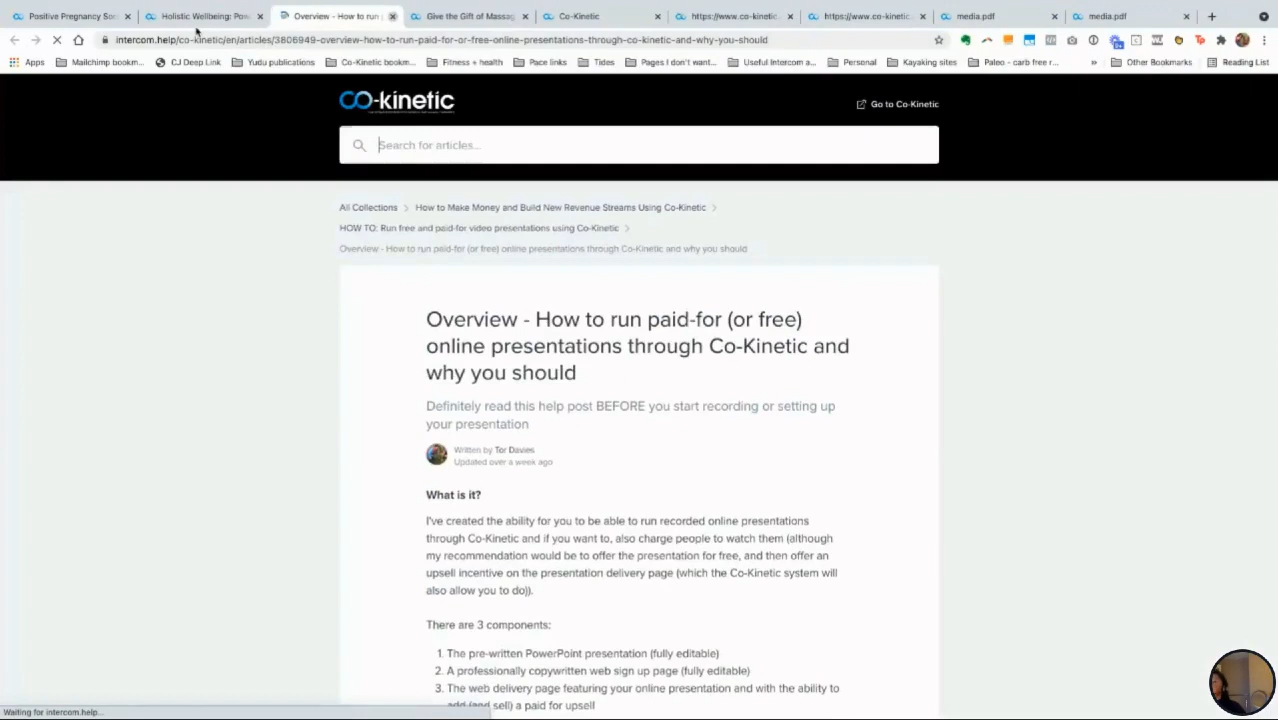 Positive Pregnancy
Holistic Wellbeing: Pow
Overview - How to run
Give the Gift of Massag
Co-Kinetic
https://www.co-kinetic.
https://www.co-kinetic.
media.pdf
media.pdf
intercom.help/co-kinetic/en/articles/3806949-overview-how-to-run-paid-for-or-free-online-presentations-through-co-kinetic-and-why-you-should
Apps Mailchimp bookm... CJ Deep Link Yudu publications Co-Kinetic bookm... Fitness + health Pace links Tides Pages I don't want... Useful Intercom a... Personal Kayaking sites Paleo - carb free r... » Other Bookmarks Reading List
co-kinetic
Go to Co-Kinetic
Search for articles...
All Collections > How to Make Money and Build New Revenue Streams Using Co-Kinetic >
HOW TO: Run free and paid-for video presentations using Co-Kinetic >
Overview - How to run paid-for (or free) online presentations through Co-Kinetic and why you should
Overview - How to run paid-for (or free)
online presentations through Co-Kinetic and
why you should
Definitely read this help post BEFORE you start recording or setting up
your presentation
Written by Tor Davies
Updated over a week ago
What is it?
I've created the ability for you to be able to run recorded online presentations
through Co-Kinetic and if you want to, also charge people to watch them (although
my recommendation would be to offer the presentation for free, and then offer an
upsell incentive on the presentation delivery page (which the Co-Kinetic system will
also allow you to do)).
There are 3 components:
1. The pre-written PowerPoint presentation (fully editable)
2. A professionally copywritten web sign up page (fully editable)
3. The web delivery page featuring your online presentation and with the ability to
add (and sell) a paid for upsell
Waiting for intercom.help...